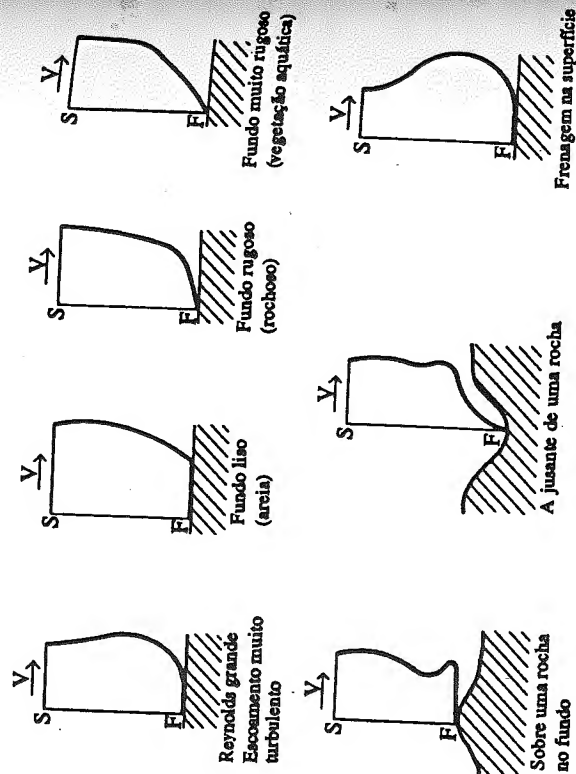 V
S
F
Reynolds grande
Escoamento muito
turbulento
V
S
F
Fundo liso
(areia)
V
S
F
Fundo rugoso
(rochoso)
V
S
F
Fundo muito rugoso
(vegetação aquática)
V
S
F
Sobre uma rocha
no fundo
V
S
F
A jusante de uma rocha
V
S
F
Frenagem na superfície